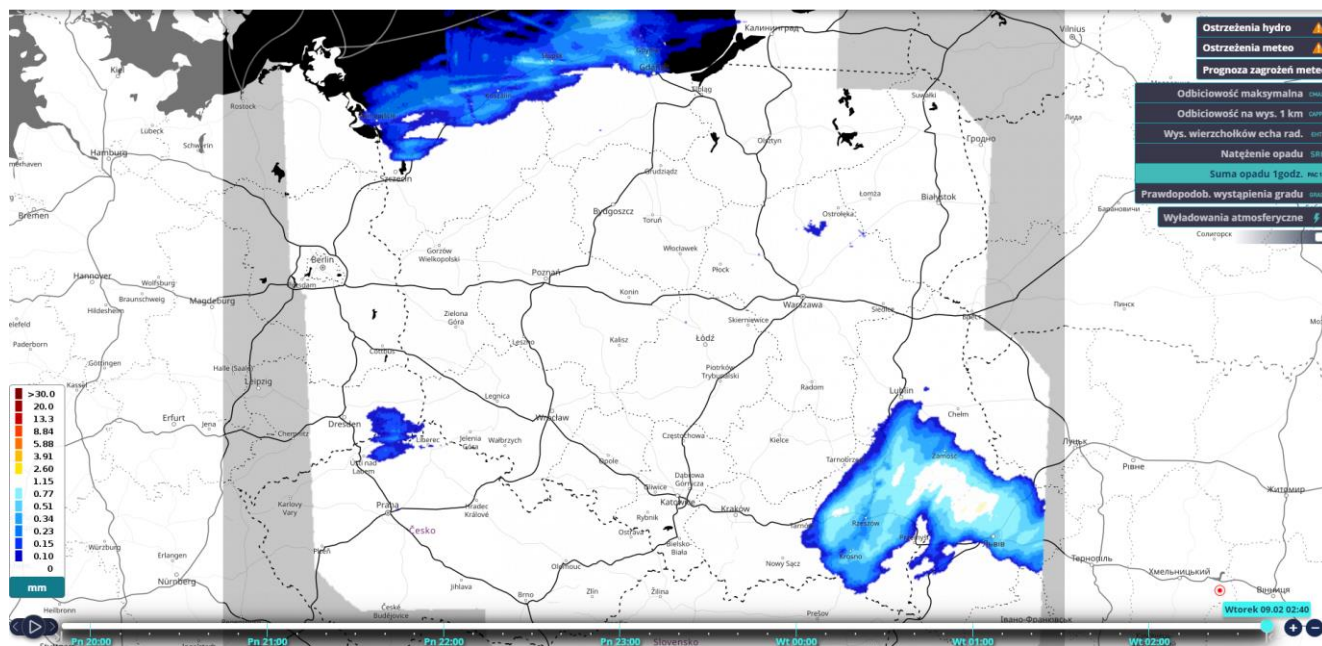 Калининград
Vilnius
Ostrzeżenia hydro
Kiel
Ostrzeżenia meteo
Prognoza zagrożeń meteo
Rostock
Elbląg
Suwałki
Odbiciowość maksymalna
Odbiciowość na wys. 1 km
Лида
Lübeck
Schwerin
Wys. wierzchołków echa rad.
Olsztyn
Гродно
Hamburg
Natężenie opadu
Szczecin
Grudziądz
Suma opadu 1godz.
Łomża
Białystok
Prawdopodob. wystąpienia gradu
Bremen
Bydgoszcz
Ostrołęka
Барановичи
Toruń
Wyładowania atmosferyczne
Солигорск
Gorzów
Wielkopolski
Włocławek
Berlin
Płock
Hannover
Wolfsburg
Poznań
Braunschweig
Magdeburg
Konin
Warszawa
Siedlce
Пинск
Hildesheim
Zielona
Góra
Skierniewice
Брест
Paderborn
Leszno
Kalisz
Łódź
Cottbus
Göttingen
Halle (Saale)
Piotrków
Trybunalski
Leipzig
Kassel
Radom
Lublin
>30.0
20.0
Legnica
13.3
Erfurt
Jena
Dresden
Wrocław
Chełm
8.84
Chemnitz
Liberec
Jelenia
Góra
Wałbrzych
Częstochowa
Kielce
Луцьк
5.88
3.91
Zamość
Рівне
2.60
Ústí nad
Labem
Opole
Tarnobrzeg
1.15
Dąbrowa
Górnicza
0.77
Karlovy
Vary
Gliwice
Житомир
0.51
Praha
Hradec
Králové
Katowice
Kraków
0.34
Rybnik
Rzeszów
0.23
Česko
Ostrava
0.15
Würzburg
Erlangen
Plzeň
Bielsko-
Biała
Львів
0.10
Krosno
Тернопіль
0
Olomouc
Nowy Sącz
Хмельницький
mm
Nürnberg
Jihlava
Brno
Zlín
Žilina
Вінниця
Heilbronn
České
Budějovice
Prešov
Wtorek 09.02 02:40
Івано-Франківськ
Pn 20:00
Pn 21:00
Pn 22:00
Pn 23:00
Wt 00:00
Wt 01:00
Wt 02:00
Slovensko